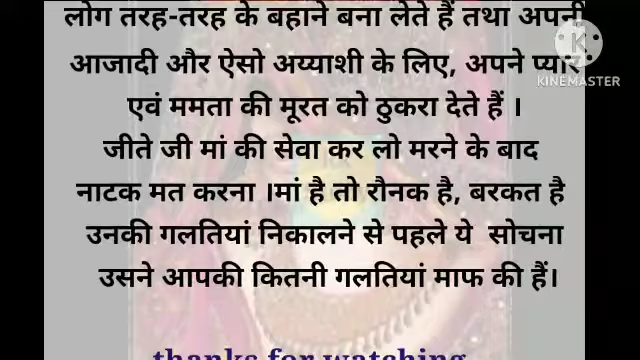 लोग तरह-तरह के बहाने बना लेते हैं तथा अपनी
आजादी और ऐसो अय्याशी के लिए, अपने प्यार
एवं ममता की मूरत को ठुकरा देते हैं ।
जीते जी मां की सेवा कर लो मरने के बाद
नाटक मत करना ।मां है तो रौनक है, बरकत है
उनकी गलतियां निकालने से पहले ये सोचना
उसने आपकी कितनी गलतियां माफ की हैं।
thanks for watching
K
KINEMASTER